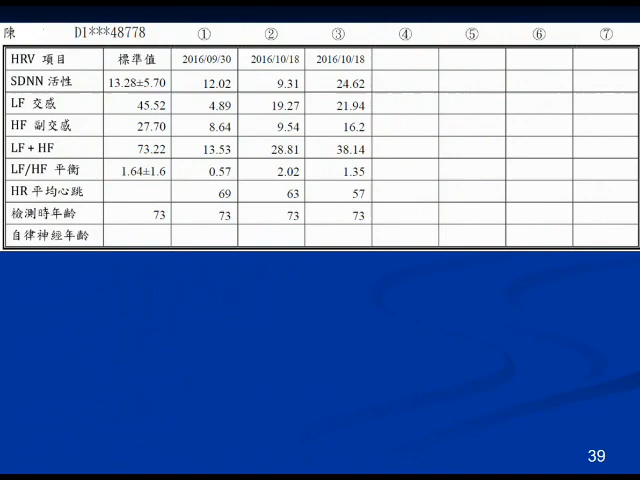 陳 D1***48778 ① ② ③ ④ ⑤ ⑥ ⑦
HRV 項目 標準值 2016/09/30 2016/10/18 2016/10/18
SDNN 活性 13.28±5.70 12.02 9.31 24.62
LF 交感 45.52 4.89 19.27 21.94
HF 副交感 27.70 8.64 9.54 16.2
LF + HF 73.22 13.53 28.81 38.14
LF/HF 平衡 1.64±1.6 0.57 2.02 1.35
HR 平均心跳 69 63 57
檢測時年齡 73 73 73 73
自律神經年齡
39